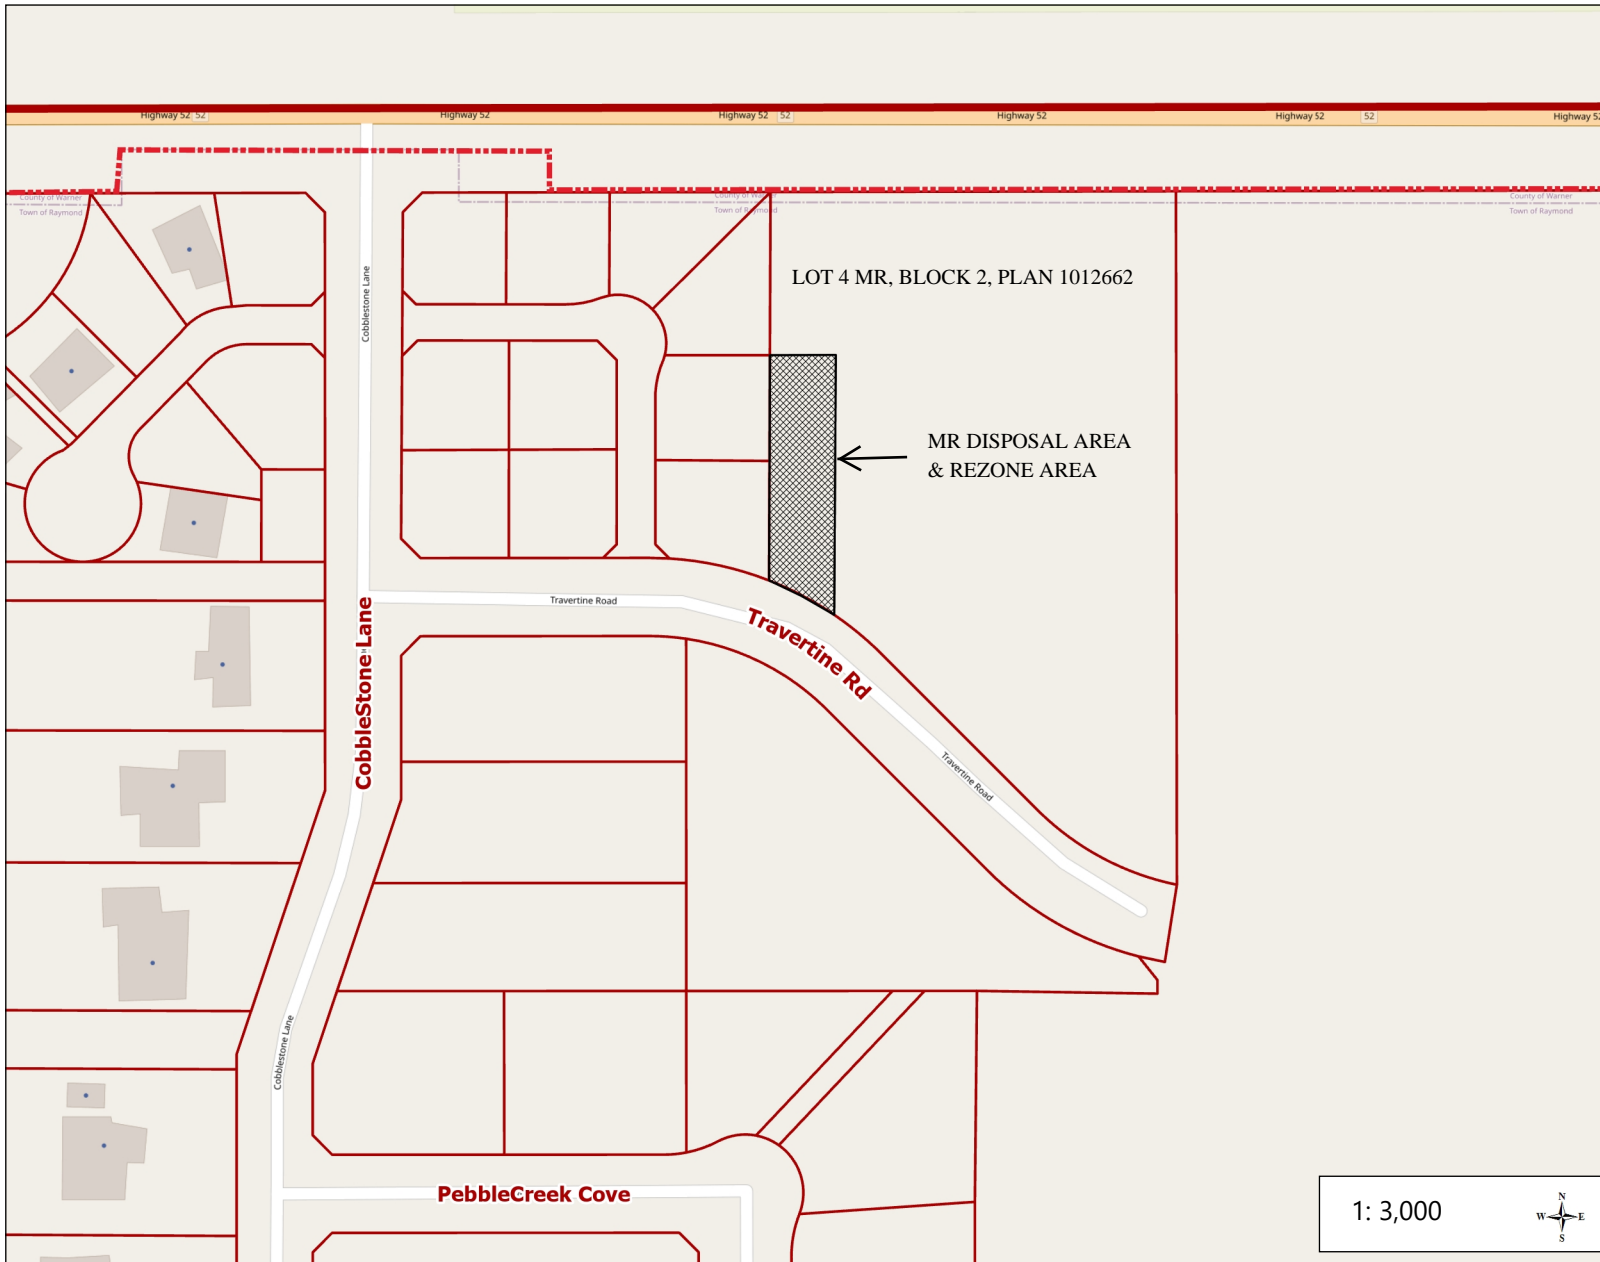 Highway 52 52
Highway 52
Highway 52 52
Highway 52
Highway 52
52
Highway 52
County of Warner
Town of Raymond
County of Warner
Town of Raymond
County of Warner
Town of Raymond
LOT 4 MR, BLOCK 2, PLAN 1012662
Cobblestone Lane
MR DISPOSAL AREA
& REZONE AREA
Travertine Road
CobbleStone Lane
Travertine Rd
Travertine Road
Cobblestone Lane
PebbleCreek Cove
1: 3,000
N
W E
S